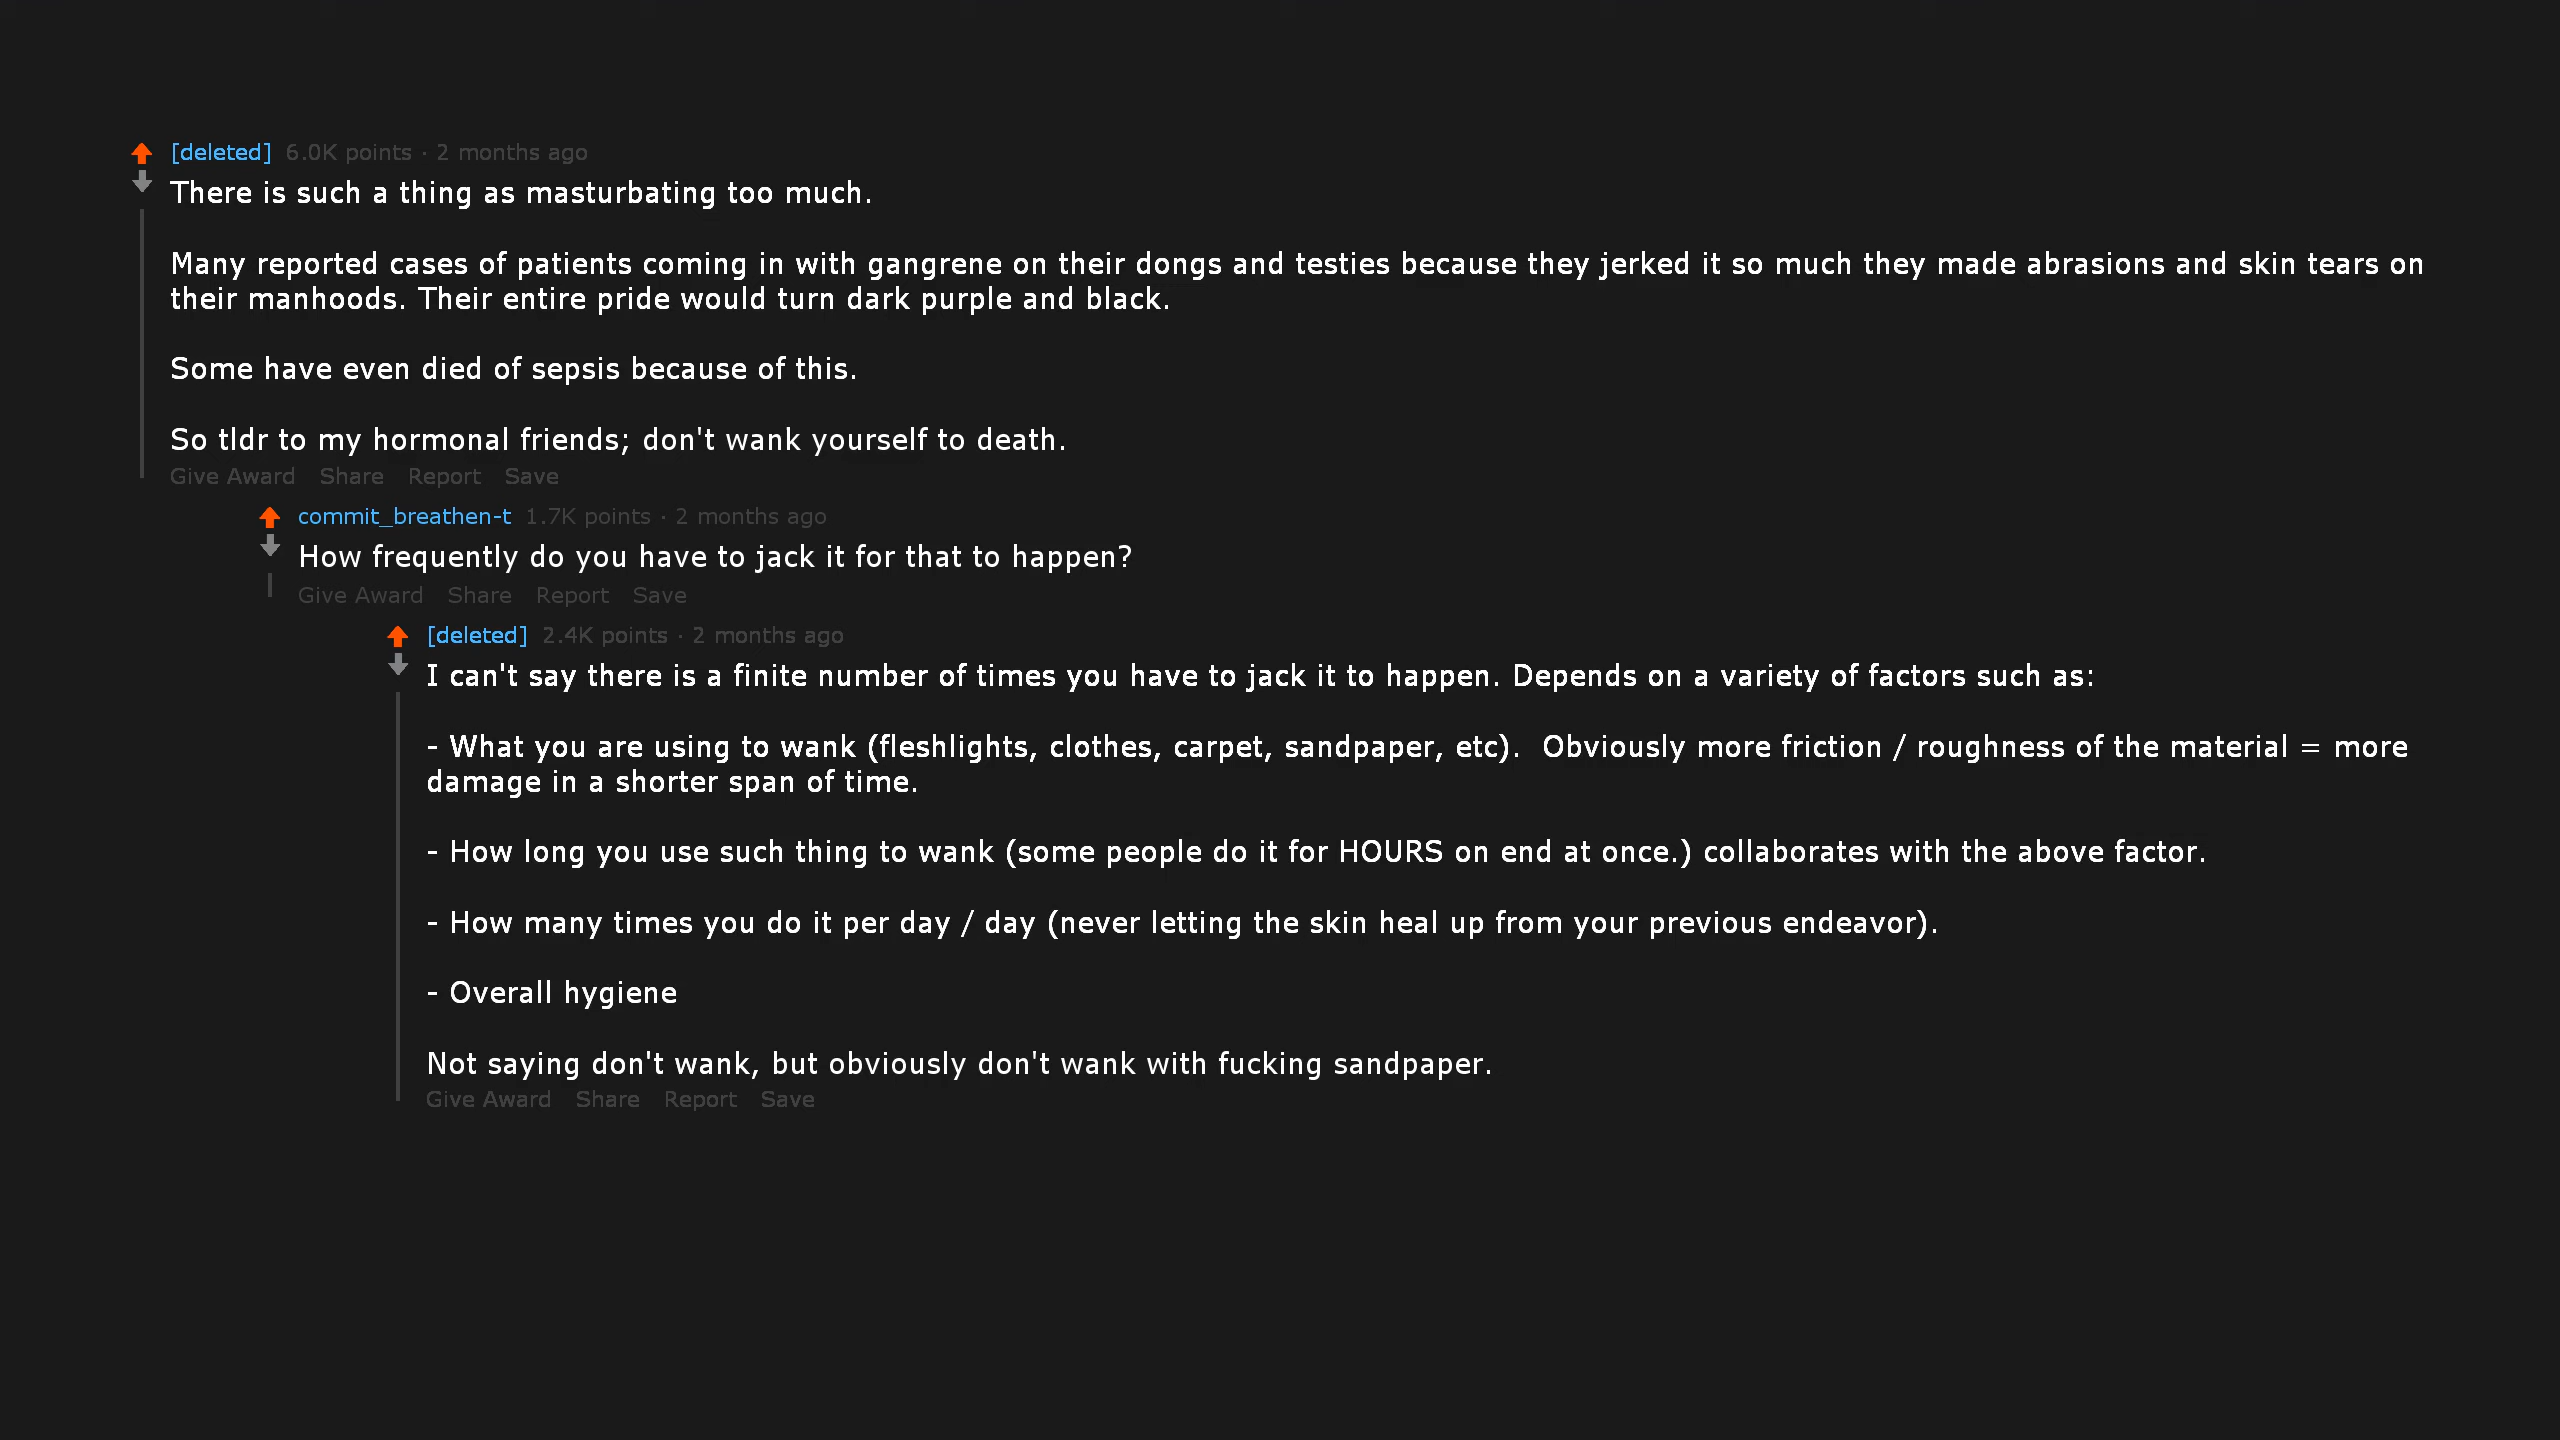 [deleted] 6.0K points · 2 months ago
There is such a thing as masturbating too much.
Many reported cases of patients coming in with gangrene on their dongs and testies because they jerked it so much they made abrasions and skin tears on
their manhoods. Their entire pride would turn dark purple and black.
Some have even died of sepsis because of this.
So tldr to my hormonal friends; don't wank yourself to death.
Give Award Share Report Save
commit_breathen-t 1.7K points · 2 months ago
How frequently do you have to jack it for that to happen?
Give Award Share Report Save
[deleted] 2.4K points · 2 months ago
I can't say there is a finite number of times you have to jack it to happen. Depends on a variety of factors such as:
- What you are using to wank (fleshlights, clothes, carpet, sandpaper, etc).  Obviously more friction / roughness of the material = more
damage in a shorter span of time.
- How long you use such thing to wank (some people do it for HOURS on end at once.) collaborates with the above factor.
- How many times you do it per day / day (never letting the skin heal up from your previous endeavor).
- Overall hygiene
Not saying don't wank, but obviously don't wank with fucking sandpaper.
Give Award Share Report Save